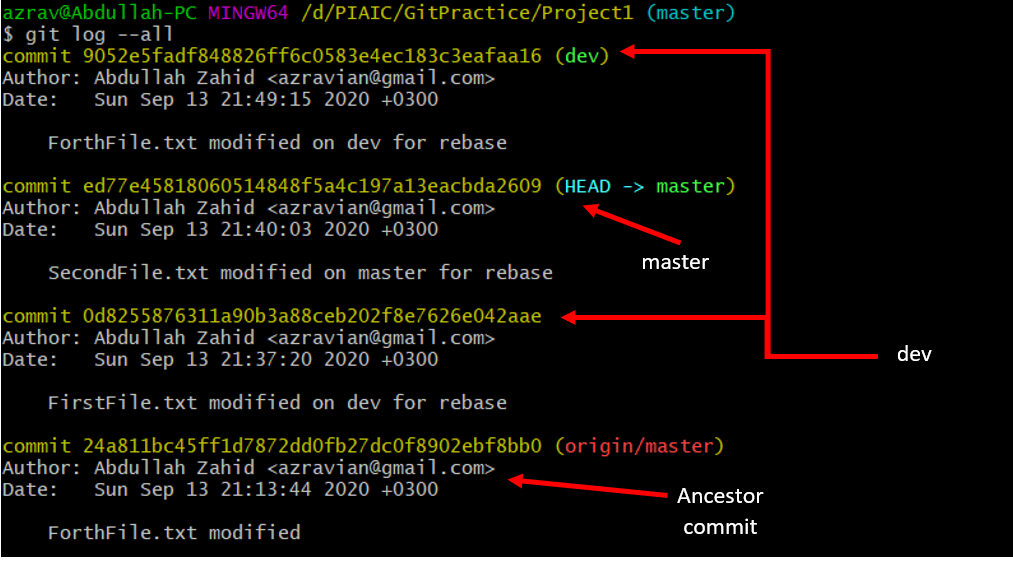 azrav@Abdullah-PC MINGW64 /d/PIAIC/GitPractice/Project1 (master)
$ git log --all
commit 9052e5fadf848826ff6c0583e4ec183c3eafaa16 (dev)
Author: Abdullah Zahid <azravian@gmail.com>
Date:   Sun Sep 13 21:49:15 2020 +0300
ForthFile.txt modified on dev for rebase
commit ed77e45818060514848f5a4c197a13eacbda2609 (HEAD -> master)
Author: Abdullah Zahid <azravian@gmail.com>
Date:   Sun Sep 13 21:40:03 2020 +0300
master
SecondFile.txt modified on master for rebase
commit 0d8255876311a90b3a88ceb202f8e7626e042aae
Author: Abdullah Zahid <azravian@gmail.com>
Date:   Sun Sep 13 21:37:20 2020 +0300
dev
FirstFile.txt modified on dev for rebase
commit 24a811bc45ff1d7872dd0fb27dc0f8902ebf8bb0 (origin/master)
Author: Abdullah Zahid <azravian@gmail.com>
Date:   Sun Sep 13 21:13:44 2020 +0300
Ancestor
commit
ForthFile.txt modified